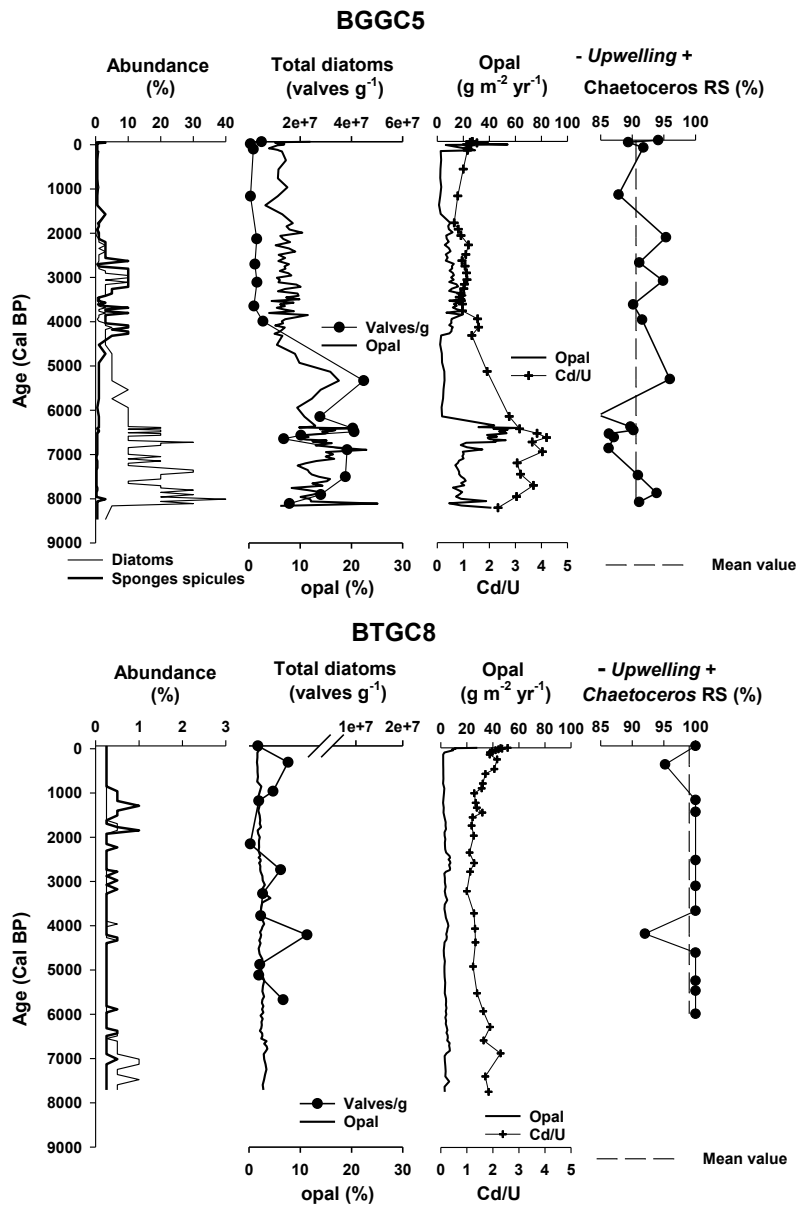 BGGC5
Abundance
(%)
Total diatoms
(valves g-1)
Opal
(g m-2 yr-1)
- Upwelling +
Chaetoceros RS (%)
0 10 20 30 40
2e+7 4e+7 6e+7
0 20 40 60 80 100
85 90 95 100
0
1000
2000
3000
4000
5000
6000
7000
8000
9000
Age (Cal BP)
Valves/g
Opal
Opal
Cd/U
Diatoms
Sponges spicules
0 10 20 30
opal (%)
0 1 2 3 4 5
Cd/U
Mean value
BTGC8
Abundance
(%)
Total diatoms
(valves g-1)
Opal
(g m-2 yr-1)
- Upwelling +
Chaetoceros RS (%)
0 1 3
1e+7 2e+7
0 20 40 60 80 100
85 90 95 100
0
1000
2000
3000
4000
5000
6000
7000
8000
9000
Age (Cal BP)
Valves/g
Opal
Opal
Cd/U
0 10 20 30
opal (%)
0 1 2 3 4 5
Cd/U
Mean value